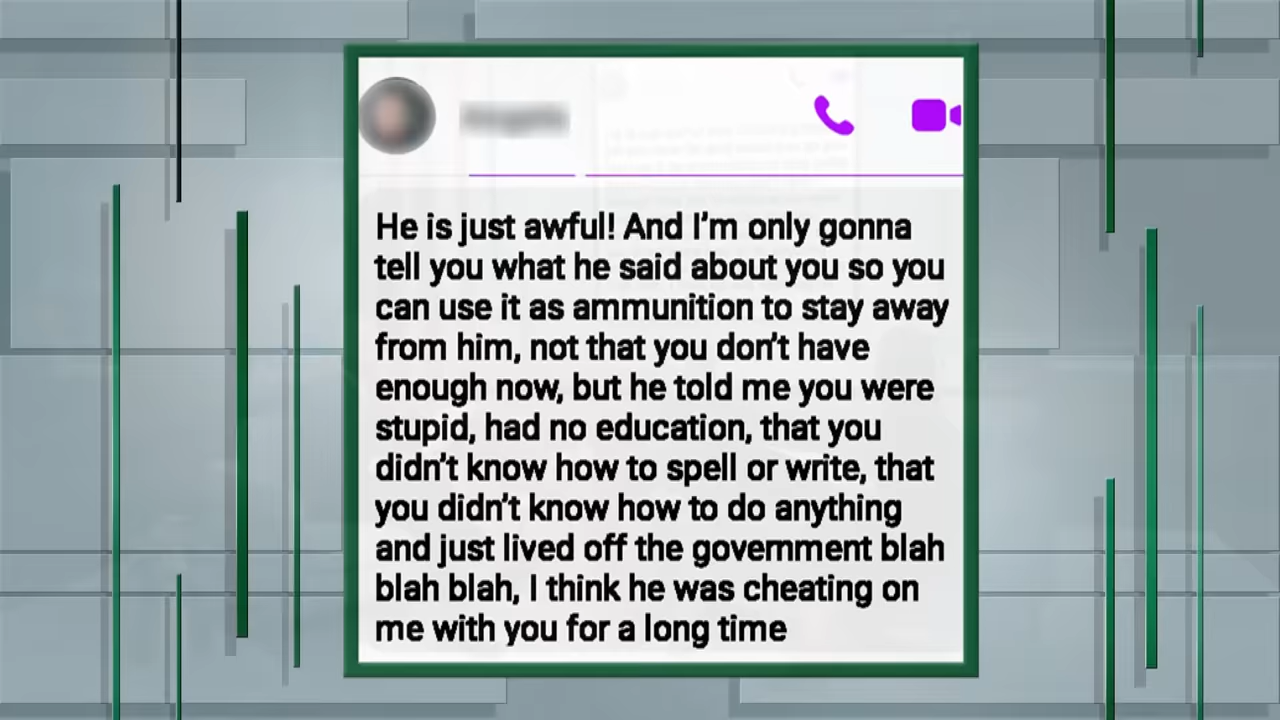 He is just awful! And I'm only gonna
tell you what he said about you so you
can use it as ammunition to stay away
from him, not that you don't have
enough now, but he told me you were
stupid, had no education, that you
didn't know how to spell or write, that
you didn't know how to do anything
and just lived off the government blah
blah blah, I think he was cheating on
me with you for a long time